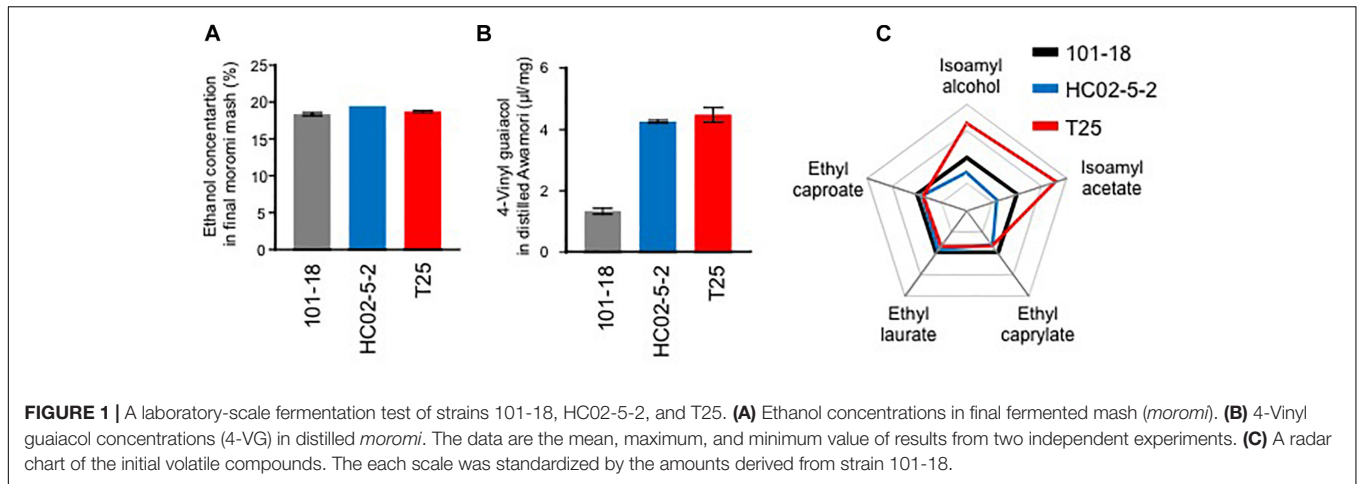 A
Ethanol concentartion
in final moromi mash (%)
25
20
15
10
5
0
101-18
HC02-5-2
T25
B
4-Vinyl guaiacol
in distilled Awamori (µl/mg)
6
4
2
0
101-18
HC02-5-2
T25
C
101-18
HC02-5-2
T25
Isoamyl
alcohol
Isoamyl
acetate
Ethyl
caprylate
Ethyl
laurate
Ethyl
caproate
FIGURE 1 | A laboratory-scale fermentation test of strains 101-18, HC02-5-2, and T25. (A) Ethanol concentrations in final fermented mash (moromi). (B) 4-Vinyl
guaiacol concentrations (4-VG) in distilled moromi. The data are the mean, maximum, and minimum value of results from two independent experiments. (C) A radar
chart of the initial volatile compounds. The each scale was standardized by the amounts derived from strain 101-18.